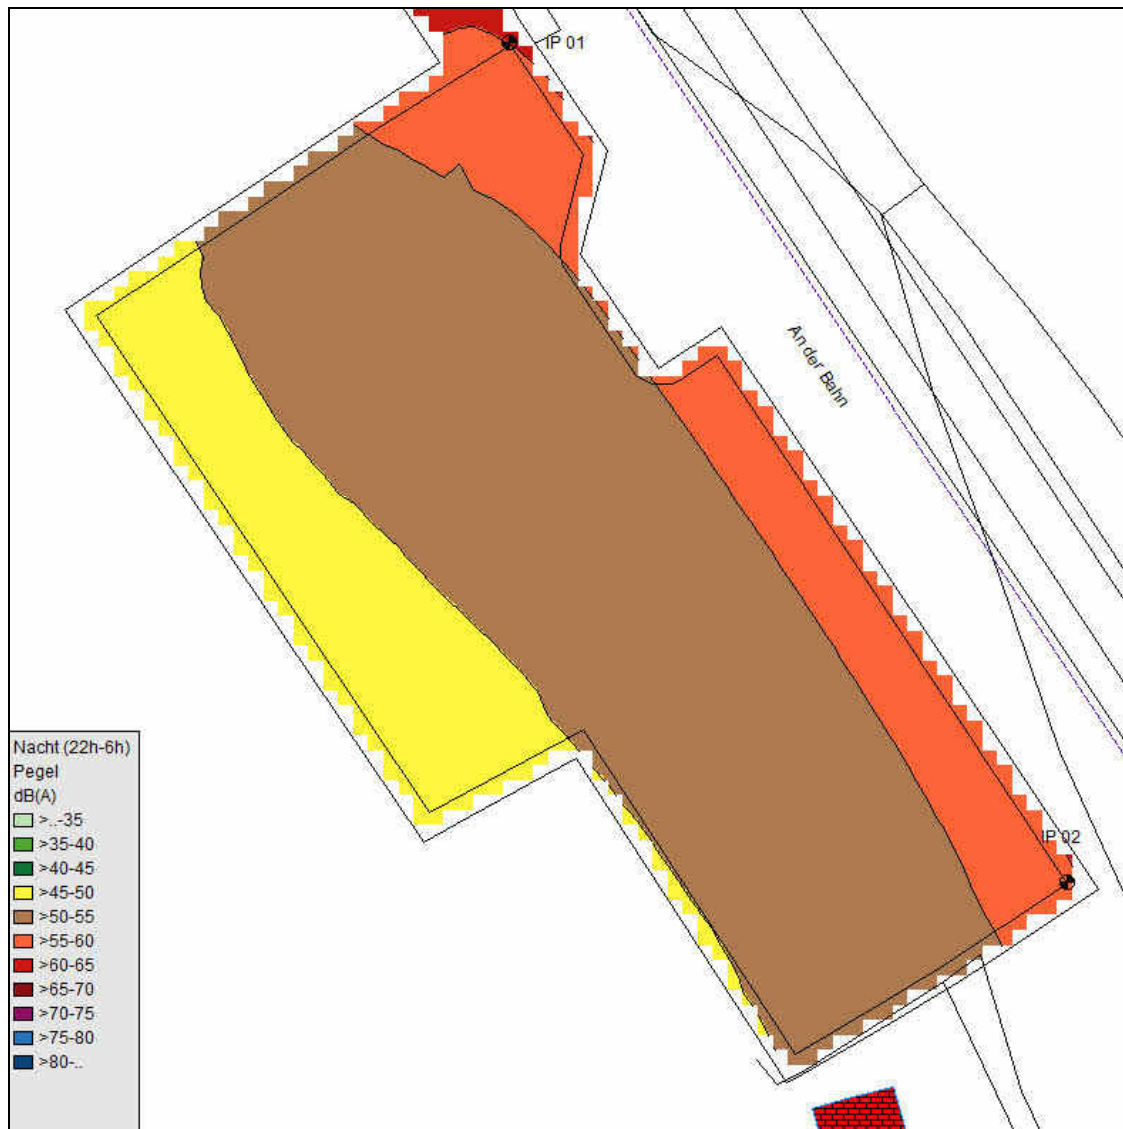 IP 01
An der Bahn
IP 02
Nacht (22h-6h)
Pegel
dB(A)
>..-35
>35-40
>40-45
>45-50
>50-55
>55-60
>60-65
>65-70
>70-75
>75-80
>80-..